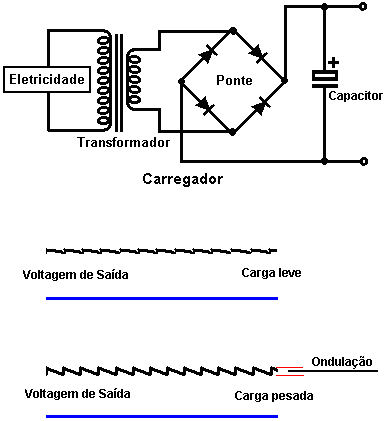 Eletricidade
Ponte
+
Capacitor
Transformador
Carregador
Voltagem de Saída
Carga leve
Ondulação
Voltagem de Saída
Carga pesada